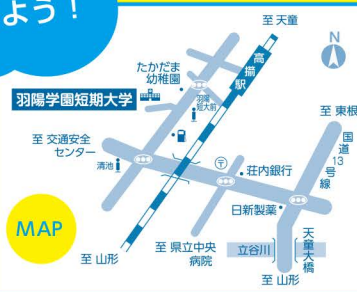 よう！
至 天童
N
高擶駅
たかだま
幼稚園
羽陽学園短期大学
羽陽
短大前
至 東根
国道13号線
至 交通安全
センター
清池
〒
荘内銀行
日新製薬
MAP
至 山形
至 県立中央
病院
立谷川
天童大橋
至 山形